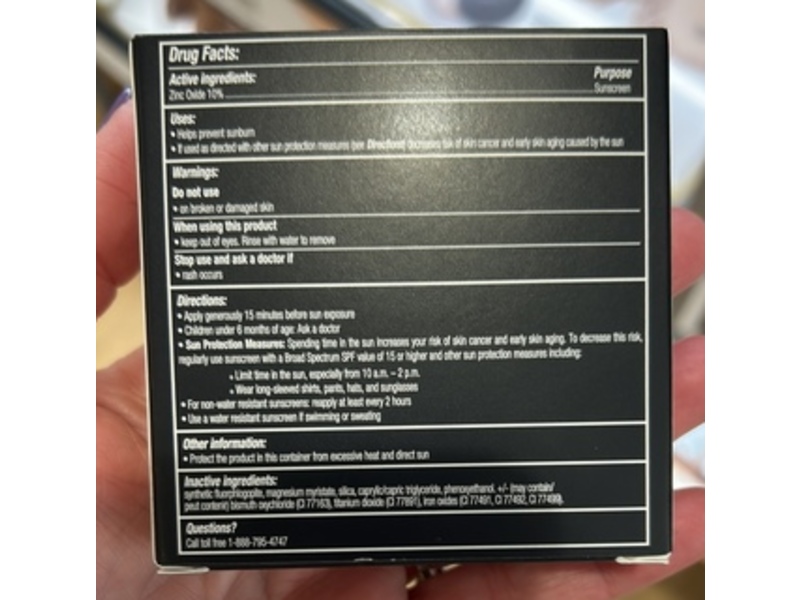 Drug Facts:
Active ingredients: Purpose
Zinc Oxide 10% Sunscreen
Uses:
• Helps prevent sunburn
• If used as directed with other sun protection measures (see Directions) decreases risk of skin cancer and early skin aging caused by the sun
Warnings:
Do not use
• on broken or damaged skin
When using this product
• keep out of eyes. Rinse with water to remove
Stop use and ask a doctor if
• rash occurs
Directions:
• Apply generously 15 minutes before sun exposure
• Children under 6 months of age: Ask a doctor
• Sun Protection Measures: Spending time in the sun increases your risk of skin cancer and early skin aging. To decrease this risk,
regularly use sunscreen with a Broad Spectrum SPF value of 15 or higher and other sun protection measures including:
• Limit time in the sun, especially from 10 a.m. – 2 p.m.
• Wear long-sleeved shirts, pants, hats, and sunglasses
• For non-water resistant sunscreens: reapply at least every 2 hours
• Use a water resistant sunscreen if swimming or sweating
Other information:
• Protect the product in this container from excessive heat and direct sun
Inactive ingredients:
synthetic fluorphlogopite, magnesium myristate, silica, caprylic/capric triglyceride, phenoxyethanol. +/- (may contain/
peut contenir) bismuth oxychloride (CI 77163), titanium dioxide (CI 77891), iron oxides (CI 77491, CI 77492, CI 77499).
Questions?
Call toll free 1-888-795-4747